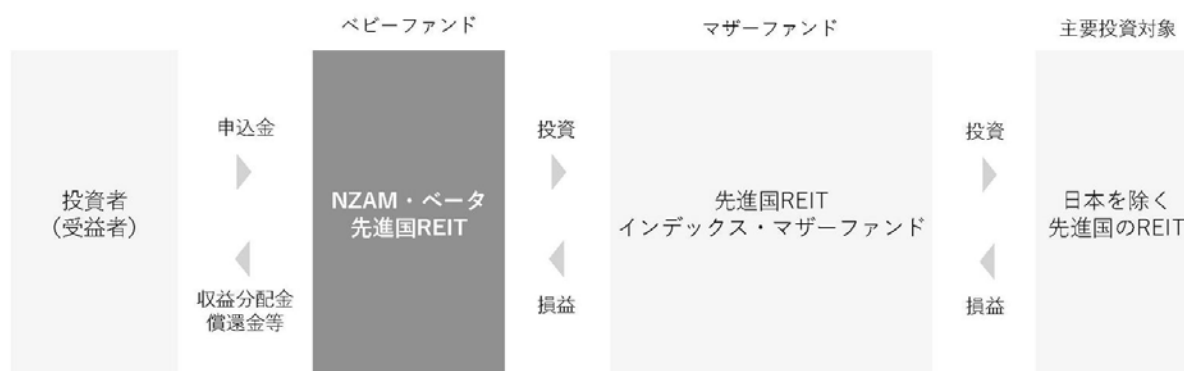 ベビーファンド
マザーファンド
主要投資対象
投資者
(受益者)
申込金
収益分配金
償還金等
NZAM・ベータ
先進国REIT
投資
損益
先進国REIT
インデックス・マザーファンド
投資
損益
日本を除く
先進国のREIT